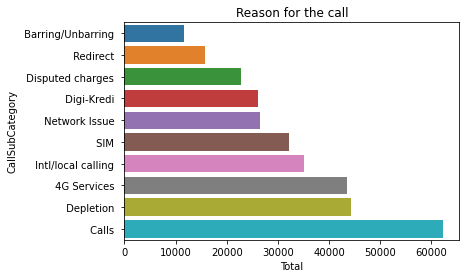 Reason for the call
CallSubCategory
Barring/Unbarring
Redirect
Disputed charges
Digi-Kredi
Network Issue
SIM
Intl/local calling
4G Services
Depletion
Calls
0 10000 20000 30000 40000 50000 60000
Total